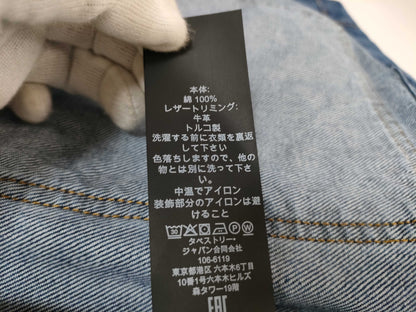 本体:
綿 100%
レザートリミング:
牛革
トルコ製
洗濯する前に衣類を裏返
して下さい
色落ちしますので、他の
物とは別に洗って下さ
い。
中温でアイロン
装飾部分のアイロンは避
けること
タペストリー・
ジャパン合同会社
106-6119
東京都港区 六本木6丁目
10番1号六本木ヒルズ
森タワー19階
EAC